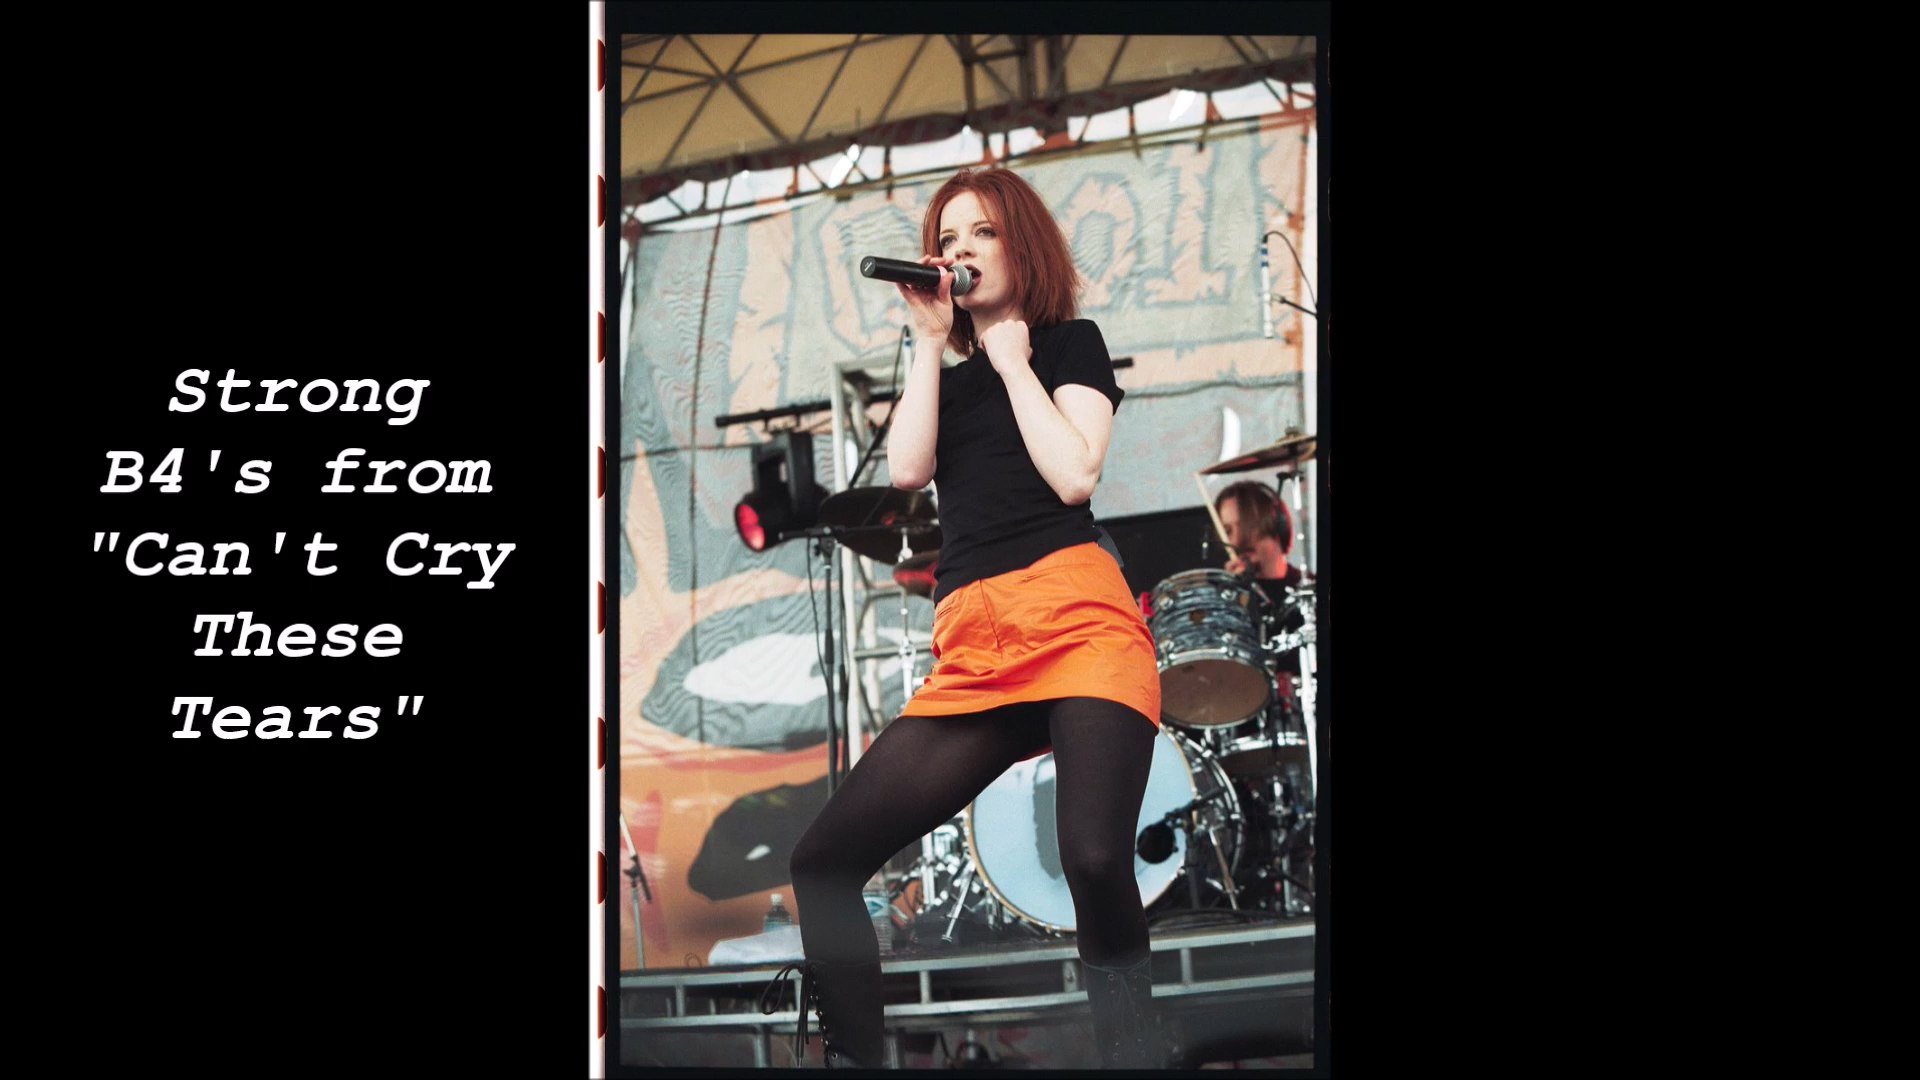 Strong
B4's from
"Can't Cry
These
Tears"